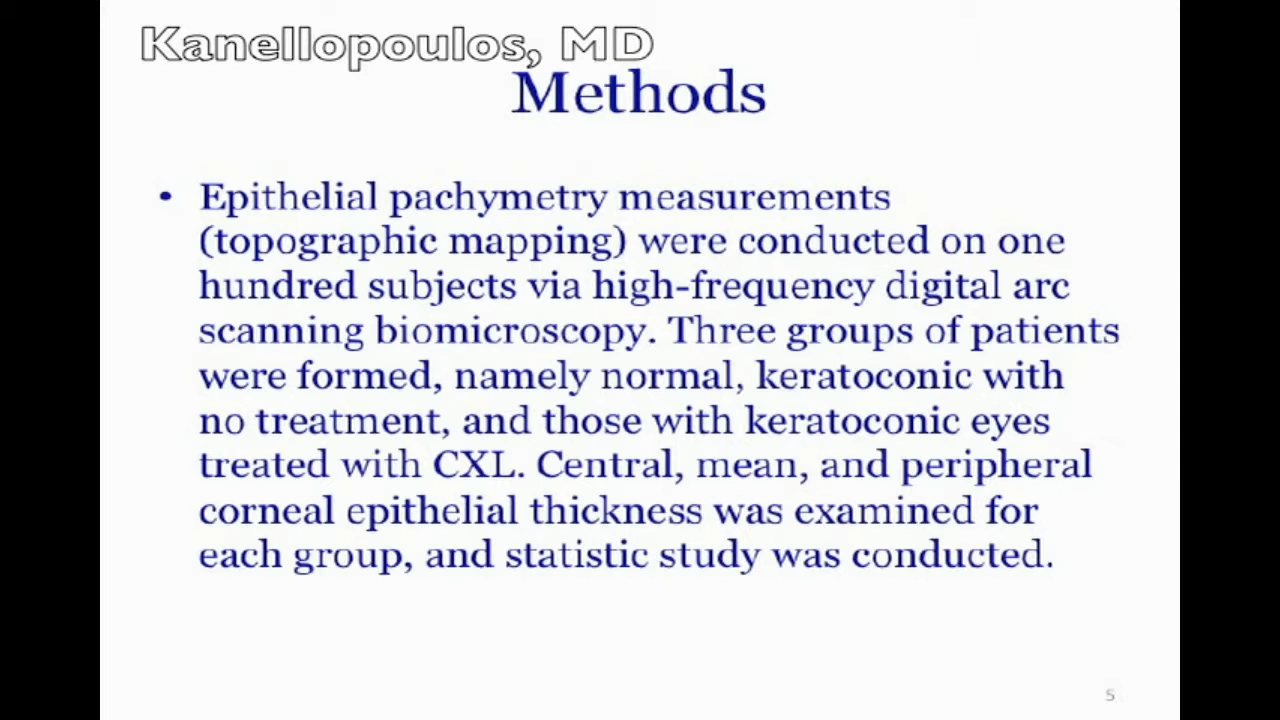 Kanellopoulos, MD
Methods
• Epithelial pachymetry measurements
(topographic mapping) were conducted on one
hundred subjects via high-frequency digital arc
scanning biomicroscopy. Three groups of patients
were formed, namely normal, keratoconic with
no treatment, and those with keratoconic eyes
treated with CXL. Central, mean, and peripheral
corneal epithelial thickness was examined for
each group, and statistic study was conducted.
5